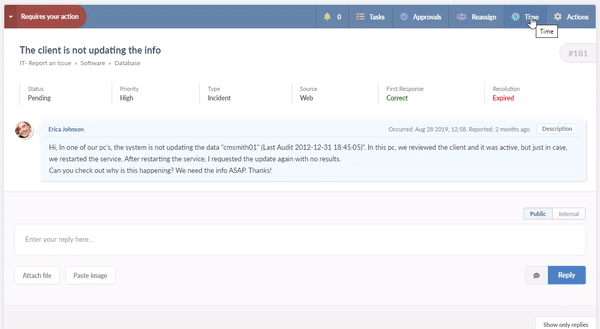 Requires your action
0
Tasks
Approvals
Reassign
Time
Actions
Time
The client is not updating the info
#181
IT- Report an Issue » Software » Database
Status
Pending
Priority
High
Type
Incident
Source
Web
First Response
Correct
Resolution
Expired
Erica Johnson
Occurred: Aug 28 2019, 12:58. Reported: 2 months ago.
Description
Hi, In one of our pc's, the system is not updating the data "cmsmith01" (Last Audit 2012-12-31 18:45:05)". In this pc, we reviewed the client and it was active, but just in case,
we restarted the service. After restarting the service, I requested the update again with no results.
Can you check out why is this happening? We need the info ASAP. Thanks!
Public
Internal
Enter your reply here...
Attach file
Paste image
Reply
Show only replies